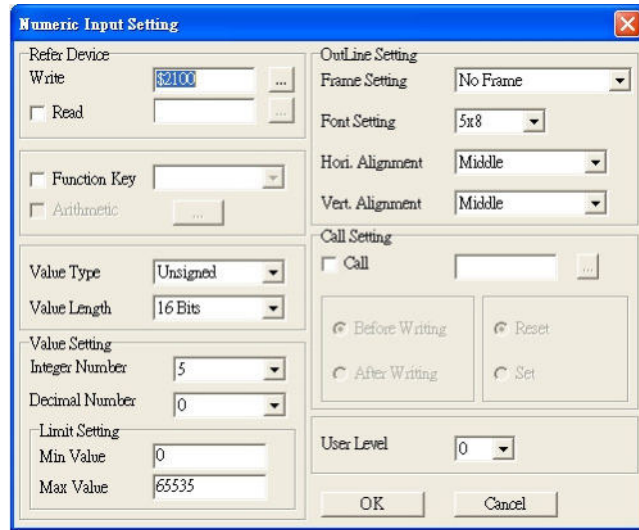 Numeric Input Setting
Refer Device
Write $2100 ...
Read ...
Function Key
Arithmetic ...
Value Type Unsigned
Value Length 16 Bits
Value Setting
Integer Number 5
Decimal Number 0
Limit Setting
Min Value 0
Max Value 65535
OutLine Setting
Frame Setting No Frame
Font Setting 5x8
Hori. Alignment Middle
Vert. Alignment Middle
Call Setting
Call ...
Before Writing Reset
After Writing Set
User Level 0
OK Cancel